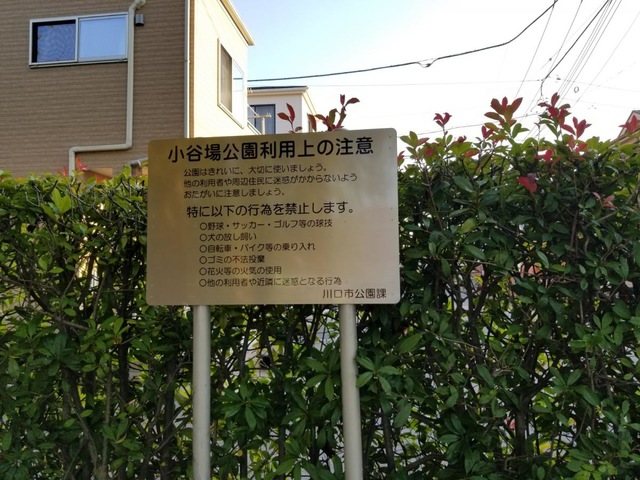 小谷場公園利用上の注意
公園はきれいに、大切に使いましょう。
他の利用者や周辺住民に迷惑がかからないよう
おたがいに注意しましょう。
特に以下の行為を禁止します。
○野球・サッカー・ゴルフ等の球技
○犬の放し飼い
○自転車・バイク等の乗り入れ
○ゴミの不法投棄
○花火等の火気の使用
○他の利用者や近隣に迷惑となる行為
川口市公園課